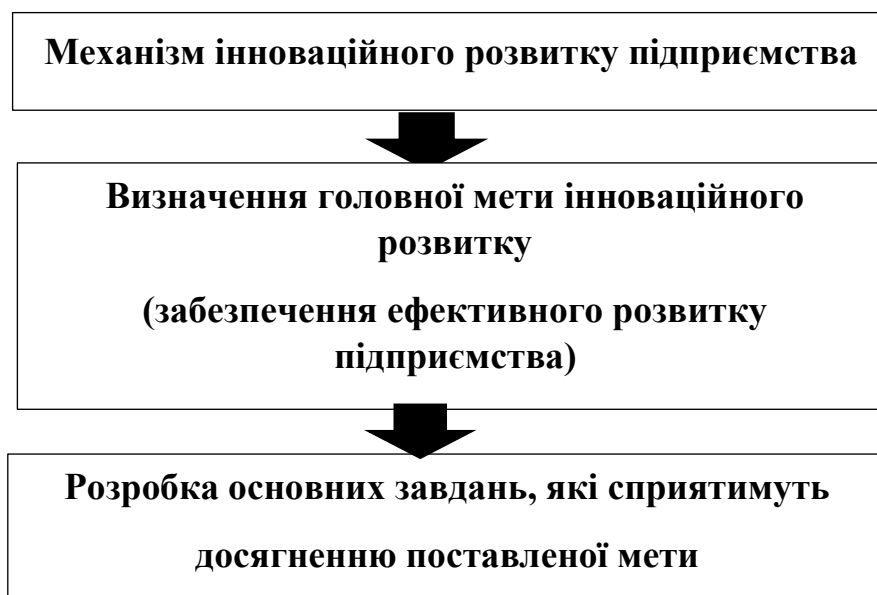 Механізм інноваційного розвитку підприємства
Визначення головної мети інноваційного
розвитку
(забезпечення ефективного розвитку
підприємства)
Розробка основних завдань, які сприятимуть
досягненню поставленої мети